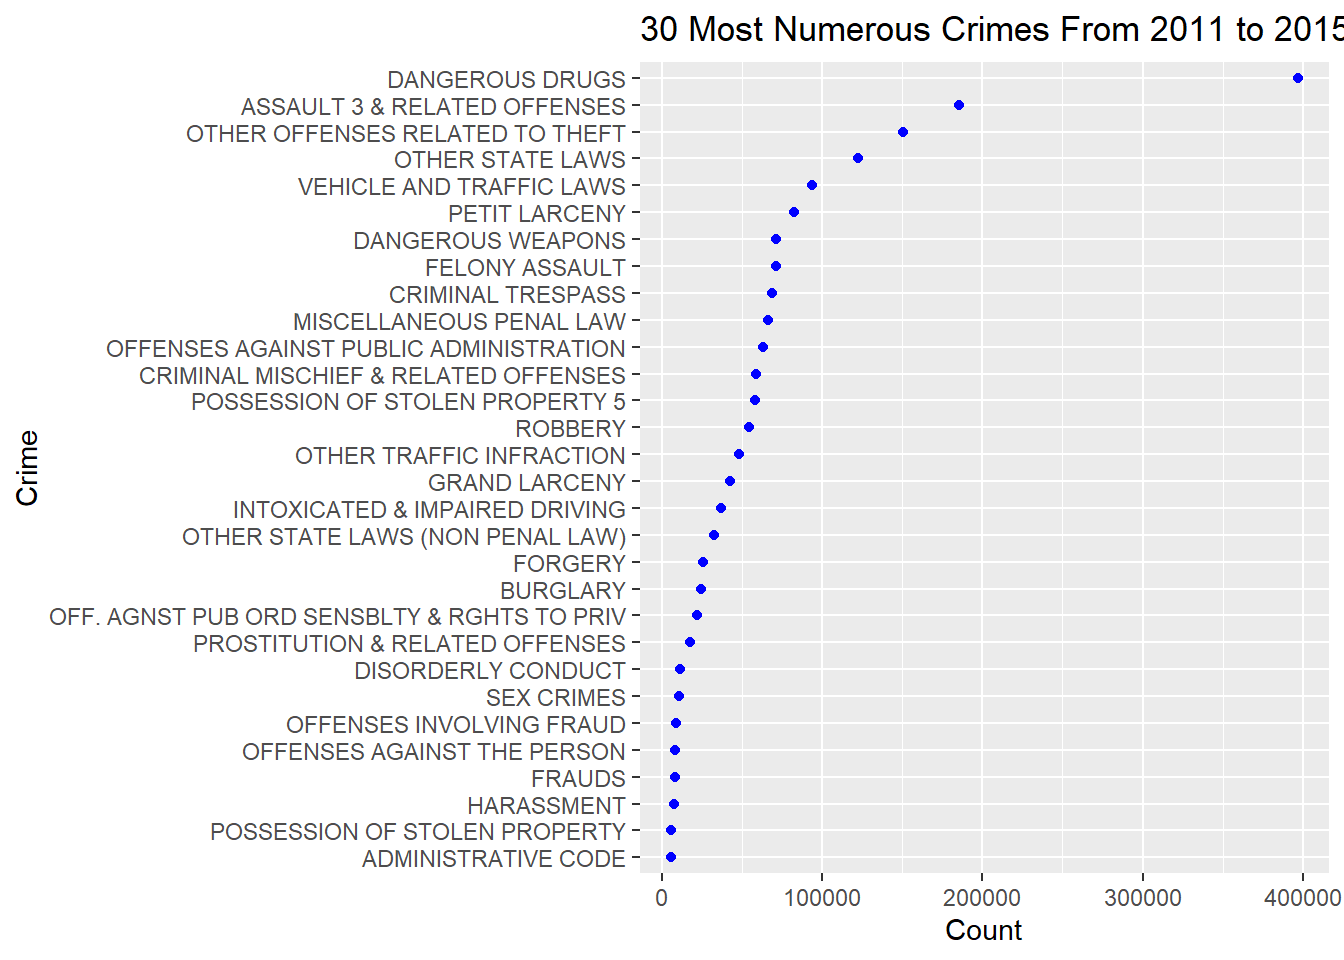 30 Most Numerous Crimes From 2011 to 2015
DANGEROUS DRUGS
ASSAULT 3 & RELATED OFFENSES
OTHER OFFENSES RELATED TO THEFT
OTHER STATE LAWS
VEHICLE AND TRAFFIC LAWS
PETIT LARCENY
DANGEROUS WEAPONS
FELONY ASSAULT
CRIMINAL TRESPASS
MISCELLANEOUS PENAL LAW
OFFENSES AGAINST PUBLIC ADMINISTRATION
CRIMINAL MISCHIEF & RELATED OFFENSES
POSSESSION OF STOLEN PROPERTY 5
ROBBERY
OTHER TRAFFIC INFRACTION
GRAND LARCENY
INTOXICATED & IMPAIRED DRIVING
OTHER STATE LAWS (NON PENAL LAW)
FORGERY
BURGLARY
OFF. AGNST PUB ORD SENSBLTY & RGHTS TO PRIV
PROSTITUTION & RELATED OFFENSES
DISORDERLY CONDUCT
SEX CRIMES
OFFENSES INVOLVING FRAUD
OFFENSES AGAINST THE PERSON
FRAUDS
HARASSMENT
POSSESSION OF STOLEN PROPERTY
ADMINISTRATIVE CODE
Crime
0 100000 200000 300000 400000
Count